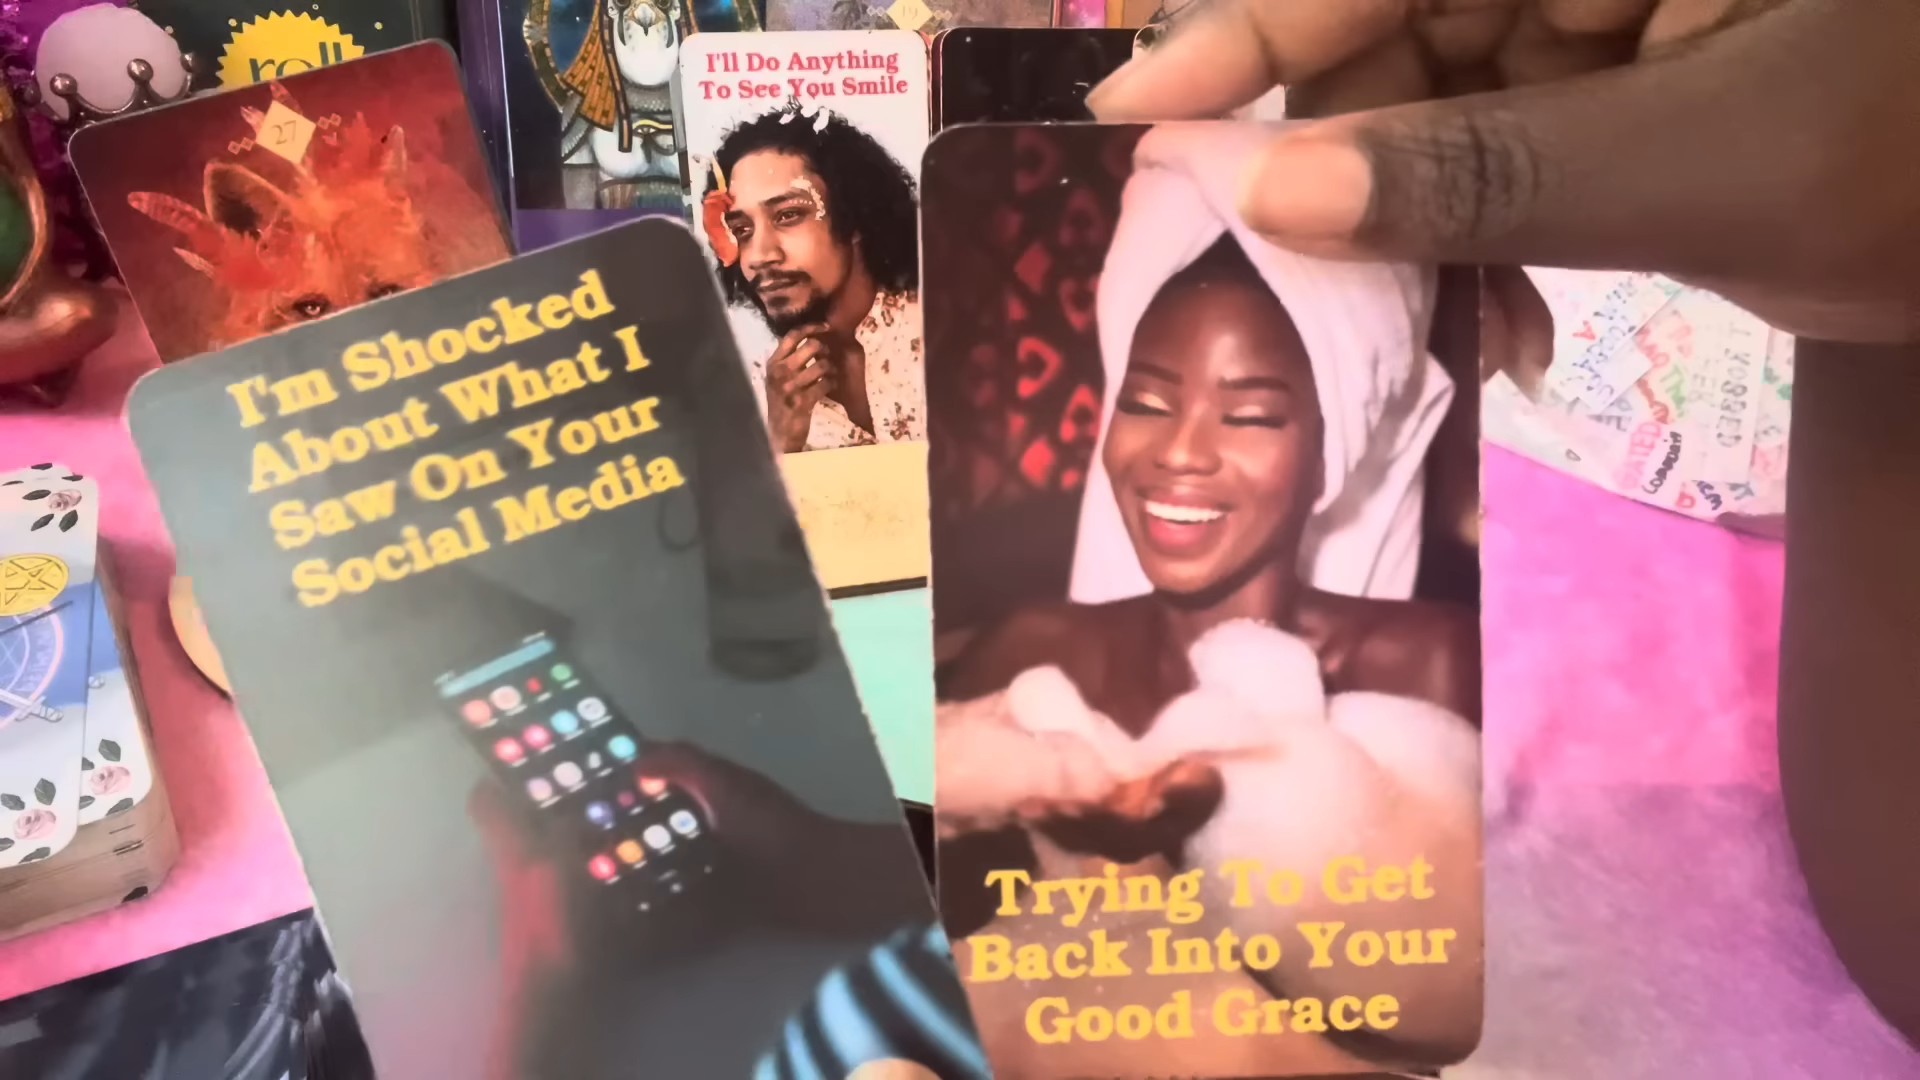 roll
19
27
I'll Do Anything
To See You Smile
I'm Shocked
About What I
Saw On Your
Social Media
Trying To Get
Back Into Your
Good Grace